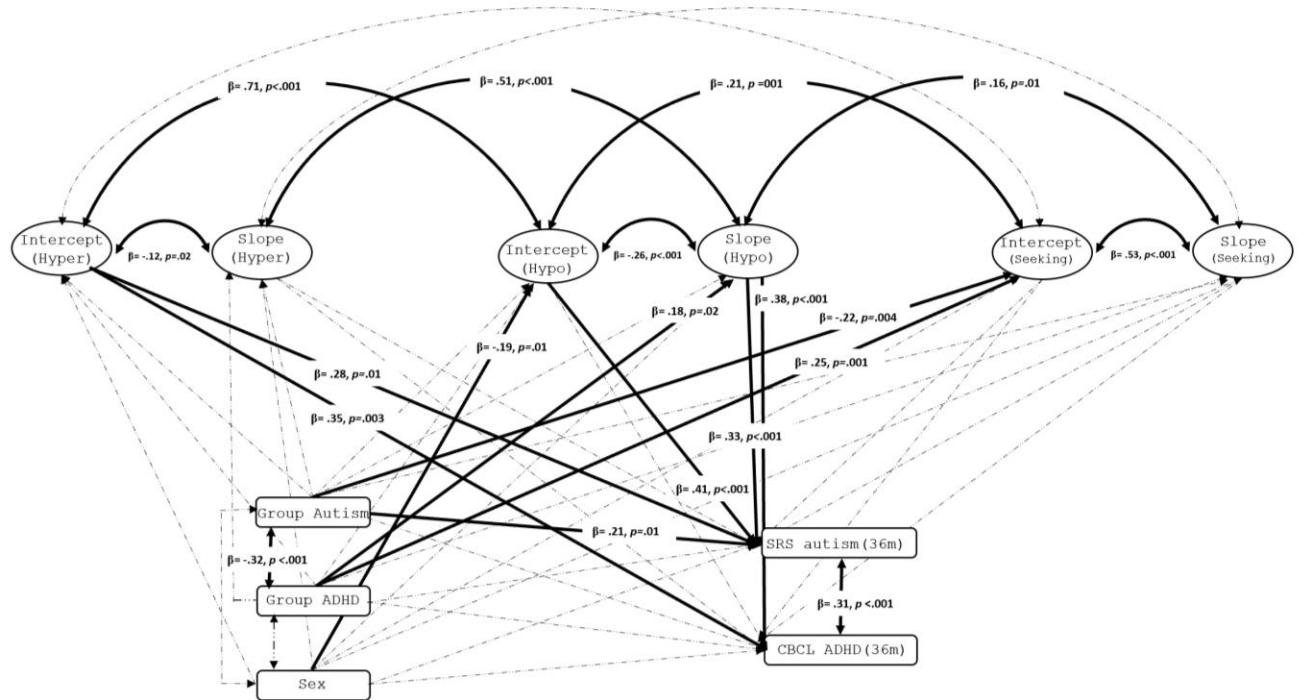 β= .71, p<.001
β= .51, p<.001
β= .21, p =001
β= .16, p=.01
Intercept
(Hyper)
β= -.12, p=.02
Slope
(Hyper)
Intercept
(Hypo)
β= -.26, p<.001
Slope
(Hypo)
Intercept
(Seeking)
β= .53, p<.001
Slope
(Seeking)
β= .38, p<.001
β= .18, p=.02
β= -.22, p=.004
β= -.19, p=.01
β= .25, p=.001
β= .28, p=.01
β= .35, p=.003
β= .33, p<.001
β= .41, p<.001
Group Autism
β= .21, p=.01
SRS autism(36m)
β= -.32, p<.001
Group ADHD
β= .31, p <.001
CBCL ADHD(36m)
Sex